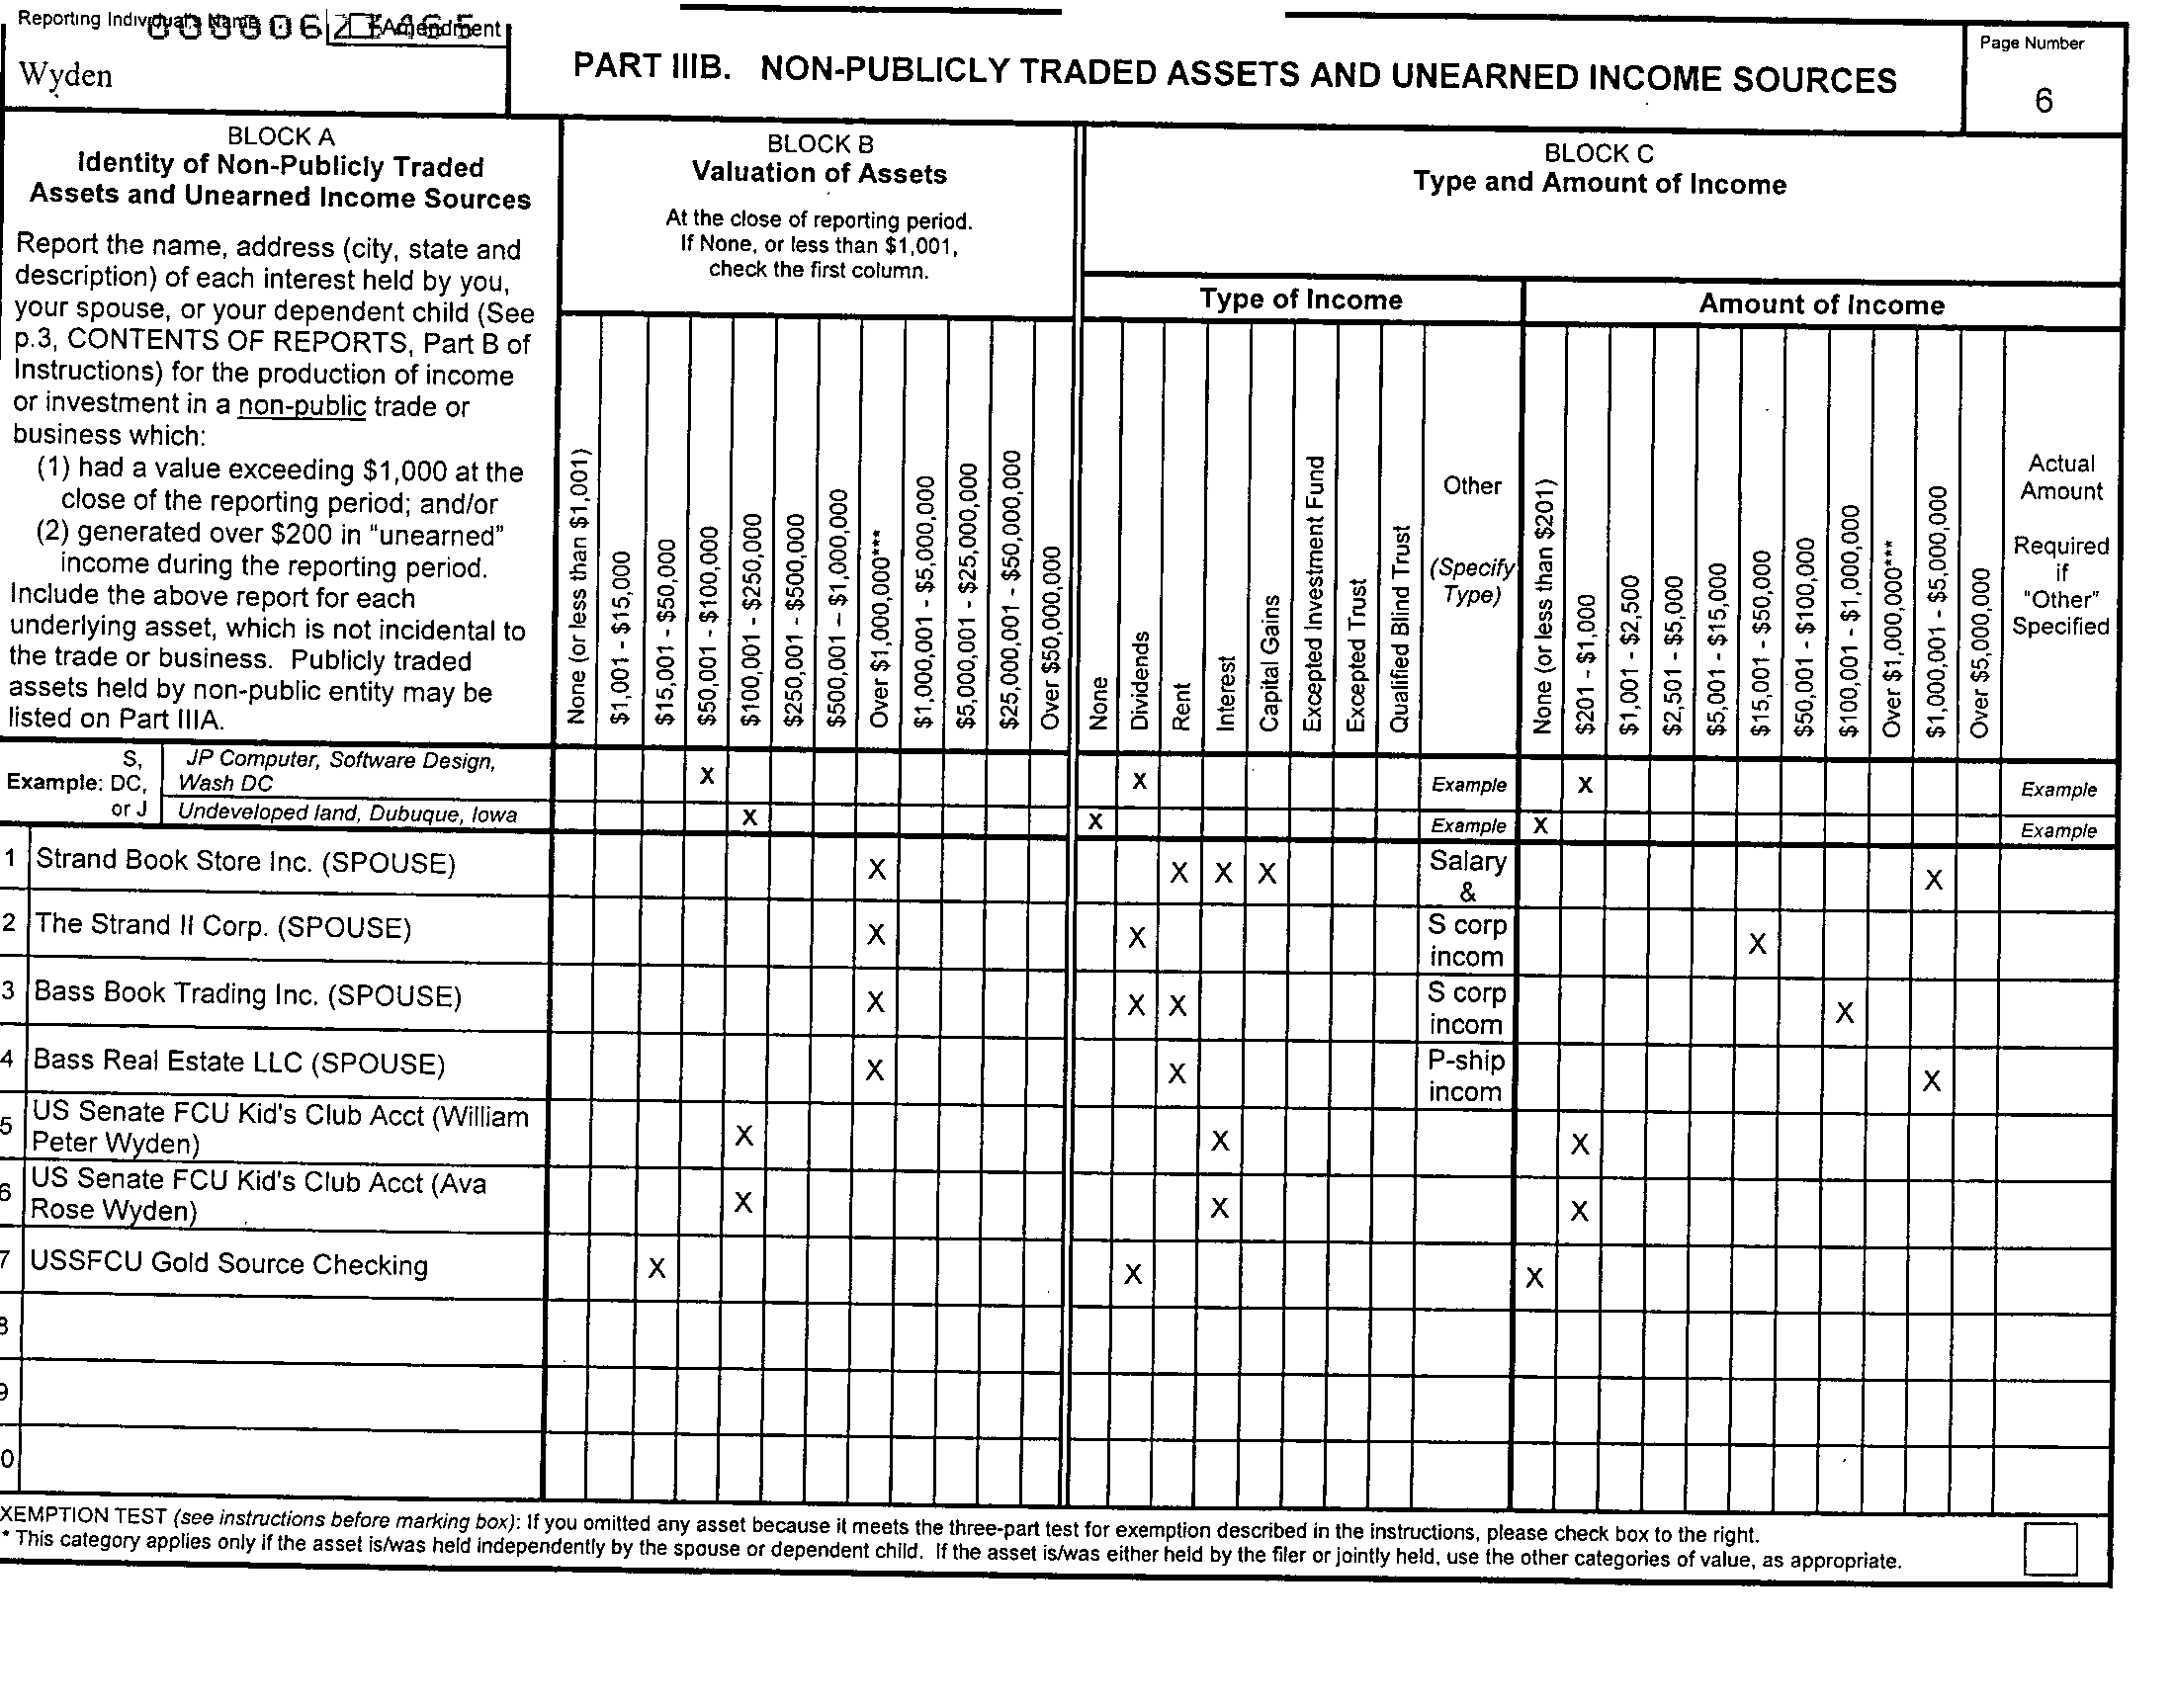 Reporting Individual's Name
Amendment
Wyden
PART IIIB. NON-PUBLICLY TRADED ASSETS AND UNEARNED INCOME SOURCES
Page Number
6
BLOCK A
Identity of Non-Publicly Traded
Assets and Unearned Income Sources
Report the name, address (city, state and
description) of each interest held by you,
your spouse, or your dependent child (See
p.3, CONTENTS OF REPORTS, Part B of
Instructions) for the production of income
or investment in a non-public trade or
business which:
(1) had a value exceeding $1,000 at the
close of the reporting period; and/or
(2) generated over $200 in "unearned"
income during the reporting period.
Include the above report for each
underlying asset, which is not incidental to
the trade or business. Publicly traded
assets held by non-public entity may be
listed on Part IIIA.
BLOCK B
Valuation of Assets
At the close of reporting period.
If None, or less than $1,001,
check the first column.
None (or less than $1,001)
$1,001 - $15,000
$15,001 - $50,000
$50,001 - $100,000
$100,001 - $250,000
$250,001 - $500,000
$500,001 - $1,000,000
Over $1,000,000***
$1,000,001 - $5,000,000
$5,000,001 - $25,000,000
$25,000,001 - $50,000,000
Over $50,000,000
BLOCK C
Type and Amount of Income
Type of Income
None
Dividends
Rent
Interest
Capital Gains
Excepted Investment Fund
Excepted Trust
Qualified Blind Trust
Other
(Specify
Type)
Amount of Income
None (or less than $201)
$201 - $1,000
$1,001 - $2,500
$2,501 - $5,000
$5,001 - $15,000
$15,001 - $50,000
$50,001 - $100,000
$100,001 - $1,000,000
Over $1,000,000***
$1,000,001 - $5,000,000
Over $5,000,000
Actual
Amount
Required
if
"Other"
Specified
Example:
S,
DC,
or J
JP Computer, Software Design,
Wash DC
X X Example X Example
Undeveloped land, Dubuque, Iowa X X Example X Example
1 Strand Book Store Inc. (SPOUSE) X X X X Salary
& X
2 The Strand II Corp. (SPOUSE) X X S corp
incom X
3 Bass Book Trading Inc. (SPOUSE) X X X S corp
incom X
4 Bass Real Estate LLC (SPOUSE) X X P-ship
incom X
5 US Senate FCU Kid's Club Acct (William
Peter Wyden) X X X
6 US Senate FCU Kid's Club Acct (Ava
Rose Wyden) X X X
7 USSFCU Gold Source Checking X X X
8
9
0
XEMPTION TEST (see instructions before marking box): If you omitted any asset because it meets the three-part test for exemption described in the instructions, please check box to the right.
* This category applies only if the asset is/was held independently by the spouse or dependent child. If the asset is/was either held by the filer or jointly held, use the other categories of value, as appropriate.